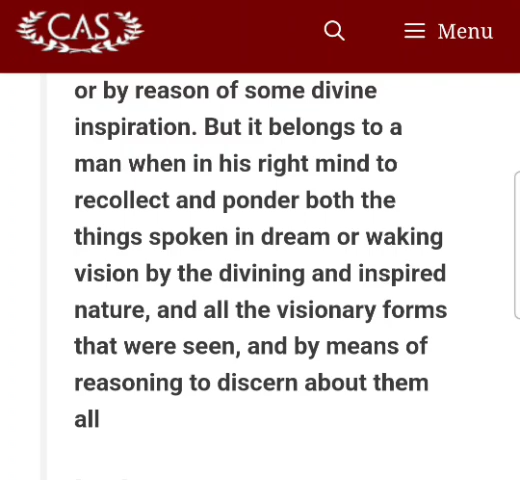 CAS
Menu
or by reason of some divine
inspiration. But it belongs to a
man when in his right mind to
recollect and ponder both the
things spoken in dream or waking
vision by the divining and inspired
nature, and all the visionary forms
that were seen, and by means of
reasoning to discern about them
all